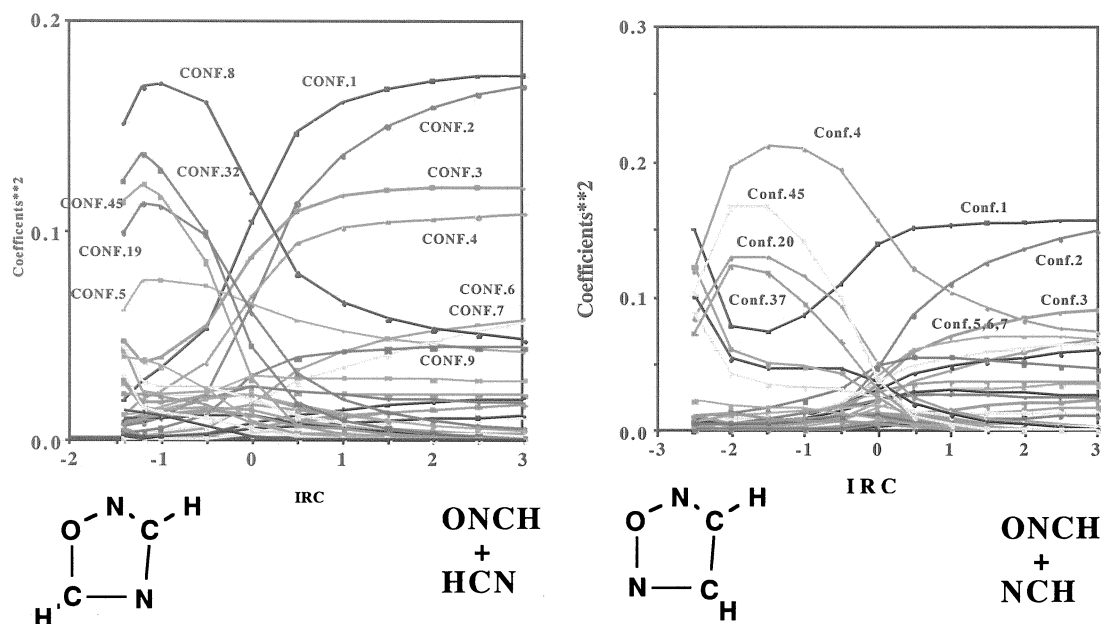 0.2
CONF.8
CONF.1
CONF.2
CONF.32
CONF.3
CONF.45
0.1
CONF.4
CONF.19
CONF.5
CONF.6
CONF.7
CONF.9
0.0
Coefficents**2
-2 -1 0 1 2 3
IRC
O N C H
H C N
ONCH
+
HCN
0.3
Conf.4
0.2
Conf.45
Conf.1
Conf.20
Conf.2
Conf.37
Conf.3
0.1
Conf.5,6,7
0.0
Coefficients**2
-3 -2 -1 0 1 2 3
IRC
O N C H
N C
H
ONCH
+
NCH